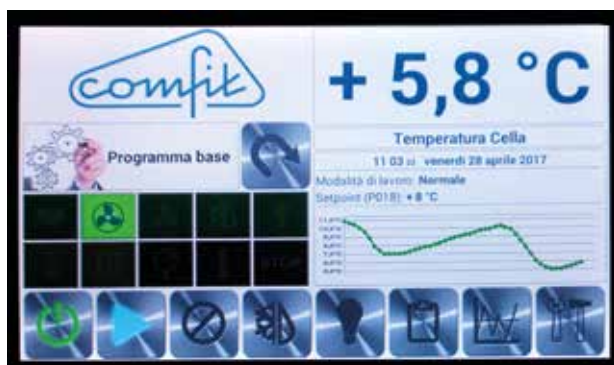 comfit
+ 5,8 °C
Temperatura Cella
Programma base
11 03 venerdì 28 aprile 2017
Modalità di lavoro: Normale
Setpoint (P018): + 8 °C